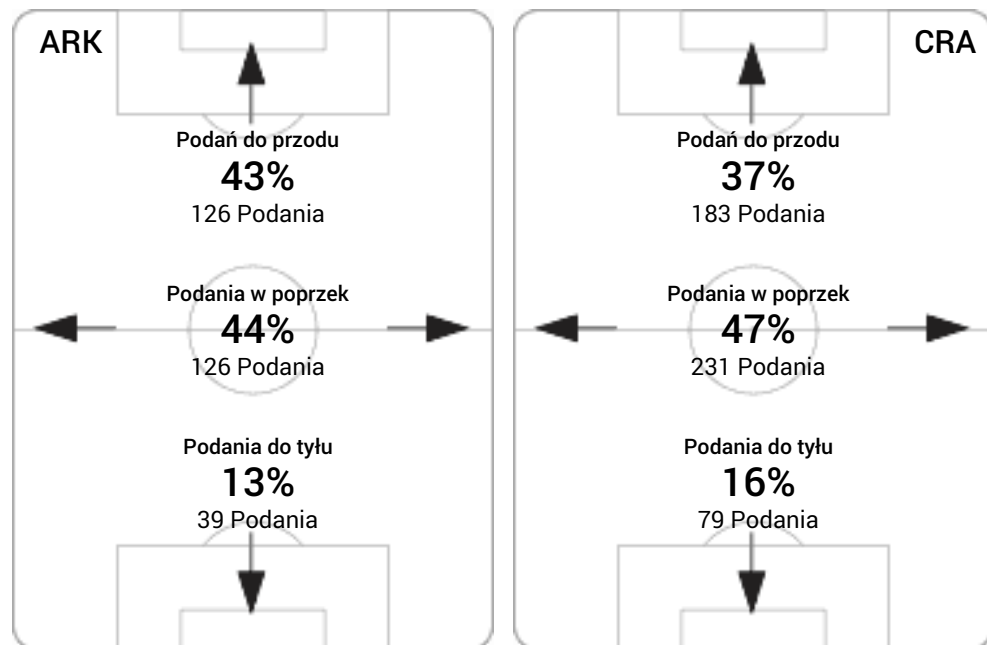 ARK
Podań do przodu
43%
126 Podania
Podania w poprzek
44%
126 Podania
Podania do tyłu
13%
39 Podania
CRA
Podań do przodu
37%
183 Podania
Podania w poprzek
47%
231 Podania
Podania do tyłu
16%
79 Podania